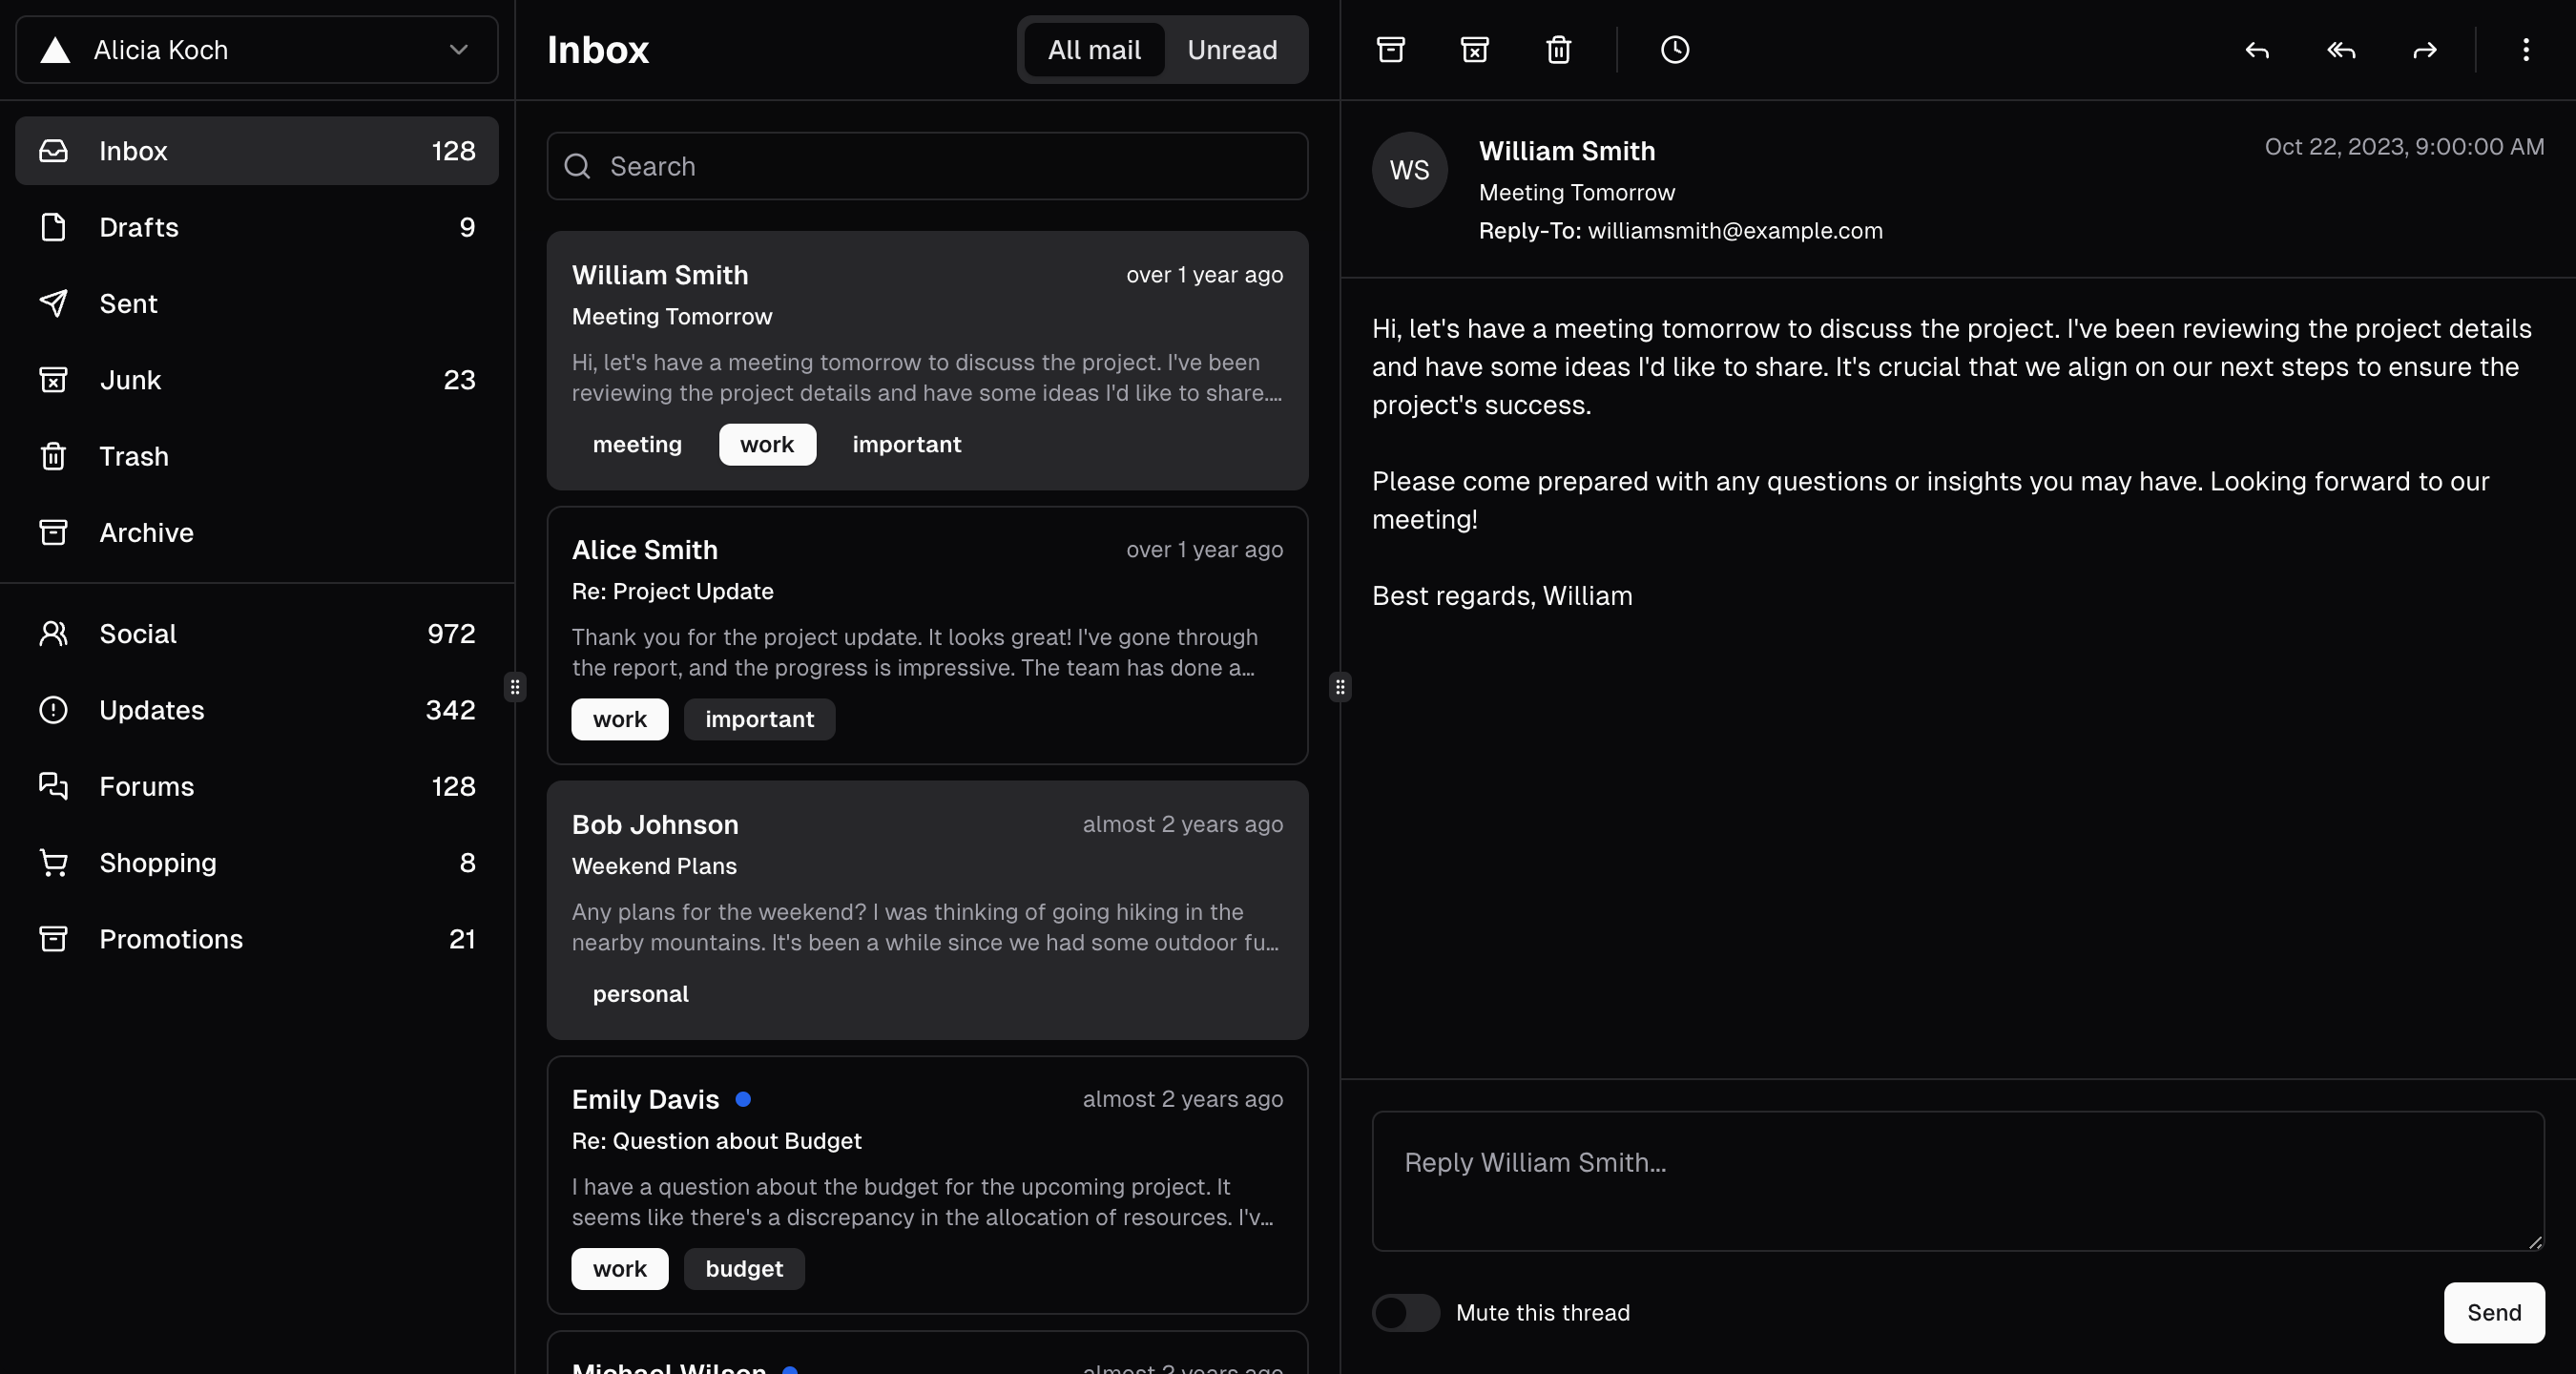 Alicia Koch
Inbox 128
Drafts 9
Sent
Junk 23
Trash
Archive
Social 972
Updates 342
Forums 128
Shopping 8
Promotions 21
Inbox
All mail Unread
Search
William Smith over 1 year ago
Meeting Tomorrow
Hi, let's have a meeting tomorrow to discuss the project. I've been
reviewing the project details and have some ideas I'd like to share....
meeting work important
Alice Smith over 1 year ago
Re: Project Update
Thank you for the project update. It looks great! I've gone through
the report, and the progress is impressive. The team has done a...
work important
Bob Johnson almost 2 years ago
Weekend Plans
Any plans for the weekend? I was thinking of going hiking in the
nearby mountains. It's been a while since we had some outdoor fu...
personal
Emily Davis almost 2 years ago
Re: Question about Budget
I have a question about the budget for the upcoming project. It
seems like there's a discrepancy in the allocation of resources. I'v...
work budget
Michael Wilson almost 2 years ago
WS
William Smith
Oct 22, 2023, 9:00:00 AM
Meeting Tomorrow
Reply-To: williamsmith@example.com
Hi, let's have a meeting tomorrow to discuss the project. I've been reviewing the project details
and have some ideas I'd like to share. It's crucial that we align on our next steps to ensure the
project's success.
Please come prepared with any questions or insights you may have. Looking forward to our
meeting!
Best regards, William
Reply William Smith...
Mute this thread
Send